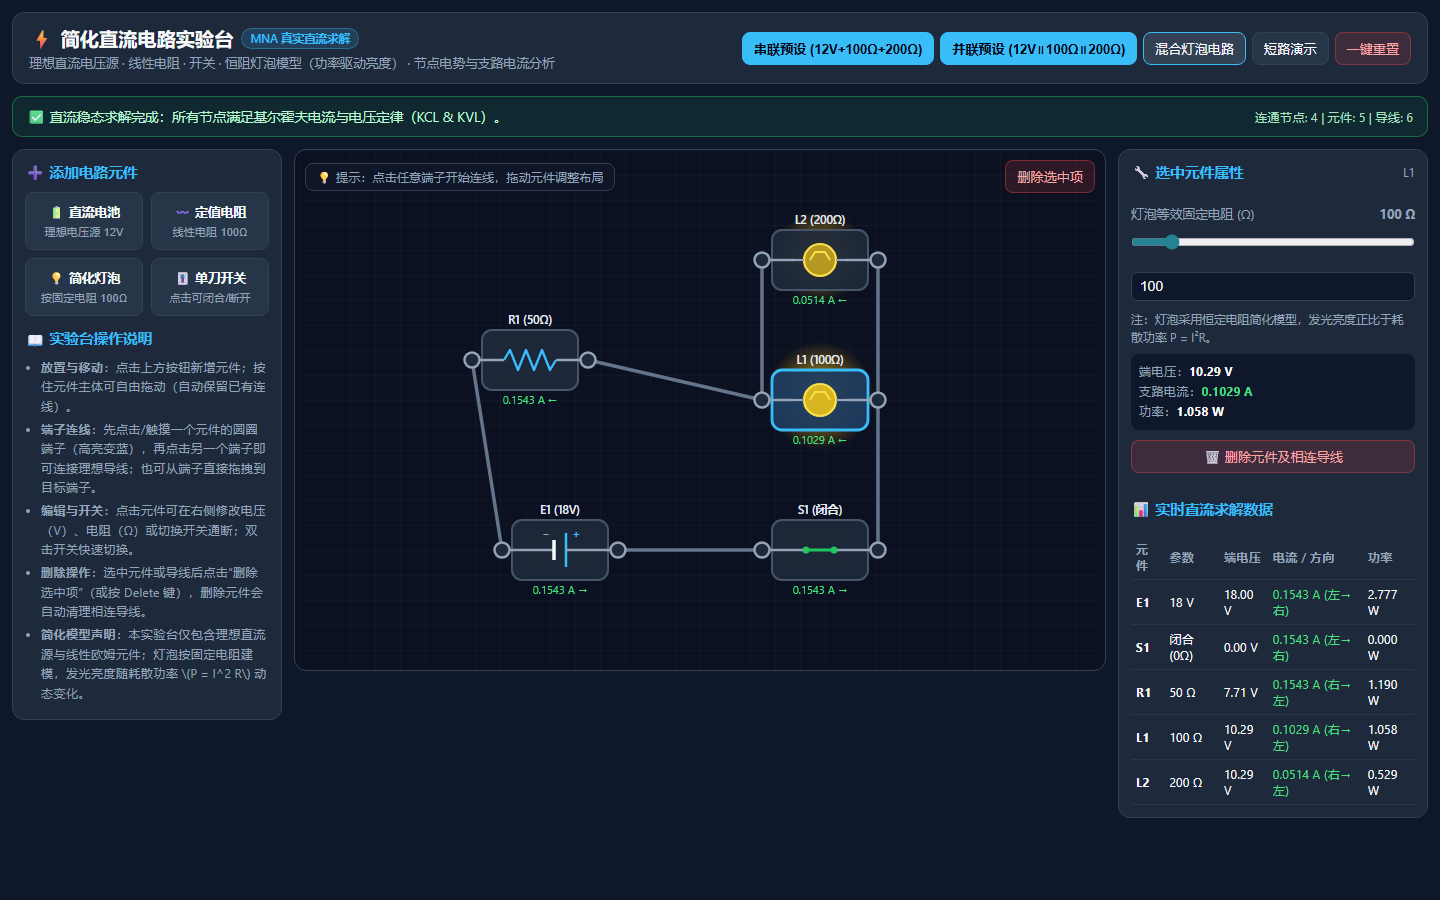 简化直流电路实验台 MNA 真实直流求解
理想直流电压源 · 线性电阻 · 开关 · 恒阻灯泡模型（功率驱动亮度） · 节点电势与支路电流分析
串联预设 (12V+100Ω+200Ω)
并联预设 (12V॥100Ω॥200Ω)
混合灯泡电路
短路演示
一键重置
直流稳态求解完成：所有节点满足基尔霍夫电流与电压定律（KCL & KVL）。
连通节点: 4 | 元件: 5 | 导线: 6
添加电路元件
直流电池
理想电压源 12V
定值电阻
线性电阻 100Ω
简化灯泡
按固定电阻 100Ω
单刀开关
点击可闭合/断开
实验台操作说明
• 放置与移动：点击上方按钮新增元件；按
住元件主体可自由拖动（自动保留已有连
线）。
• 端子连线：先点击/触摸一个元件的圆圈
端子（高亮变蓝），再点击另一个端子即
可连接理想导线；也可从端子直接拖拽到
目标端子。
• 编辑与开关：点击元件可在右侧修改电压
（V）、电阻（Ω）或切换开关通断；双
击开关快速切换。
• 删除操作：选中元件或导线后点击“删除
选中项”（或按 Delete 键），删除元件会
自动清理相连导线。
• 简化模型声明：本实验台仅包含理想直流
源与线性欧姆元件；灯泡按固定电阻建
模，发光亮度随耗散功率 \(P = I^2 R\) 动
态变化。
提示：点击任意端子开始连线，拖动元件调整布局
删除选中项
L2 (200Ω)
0.0514 A ←
R1 (50Ω)
0.1543 A ←
L1 (100Ω)
0.1029 A ←
E1 (18V)
− +
0.1543 A →
S1 (闭合)
0.1543 A →
选中元件属性 L1
灯泡等效固定电阻 (Ω) 100 Ω
100
注：灯泡采用恒定电阻简化模型，发光亮度正比于耗
散功率 P = I²R。
端电压：10.29 V
支路电流：0.1029 A
功率：1.058 W
删除元件及相连导线
实时直流求解数据
元件 参数 端电压 电流 / 方向 功率
E1 18 V 18.00 V 0.1543 A (左→右) 2.777 W
S1 闭合 (0Ω) 0.00 V 0.1543 A (左→右) 0.000 W
R1 50 Ω 7.71 V 0.1543 A (右→左) 1.190 W
L1 100 Ω 10.29 V 0.1029 A (右→左) 1.058 W
L2 200 Ω 10.29 V 0.0514 A (右→左) 0.529 W